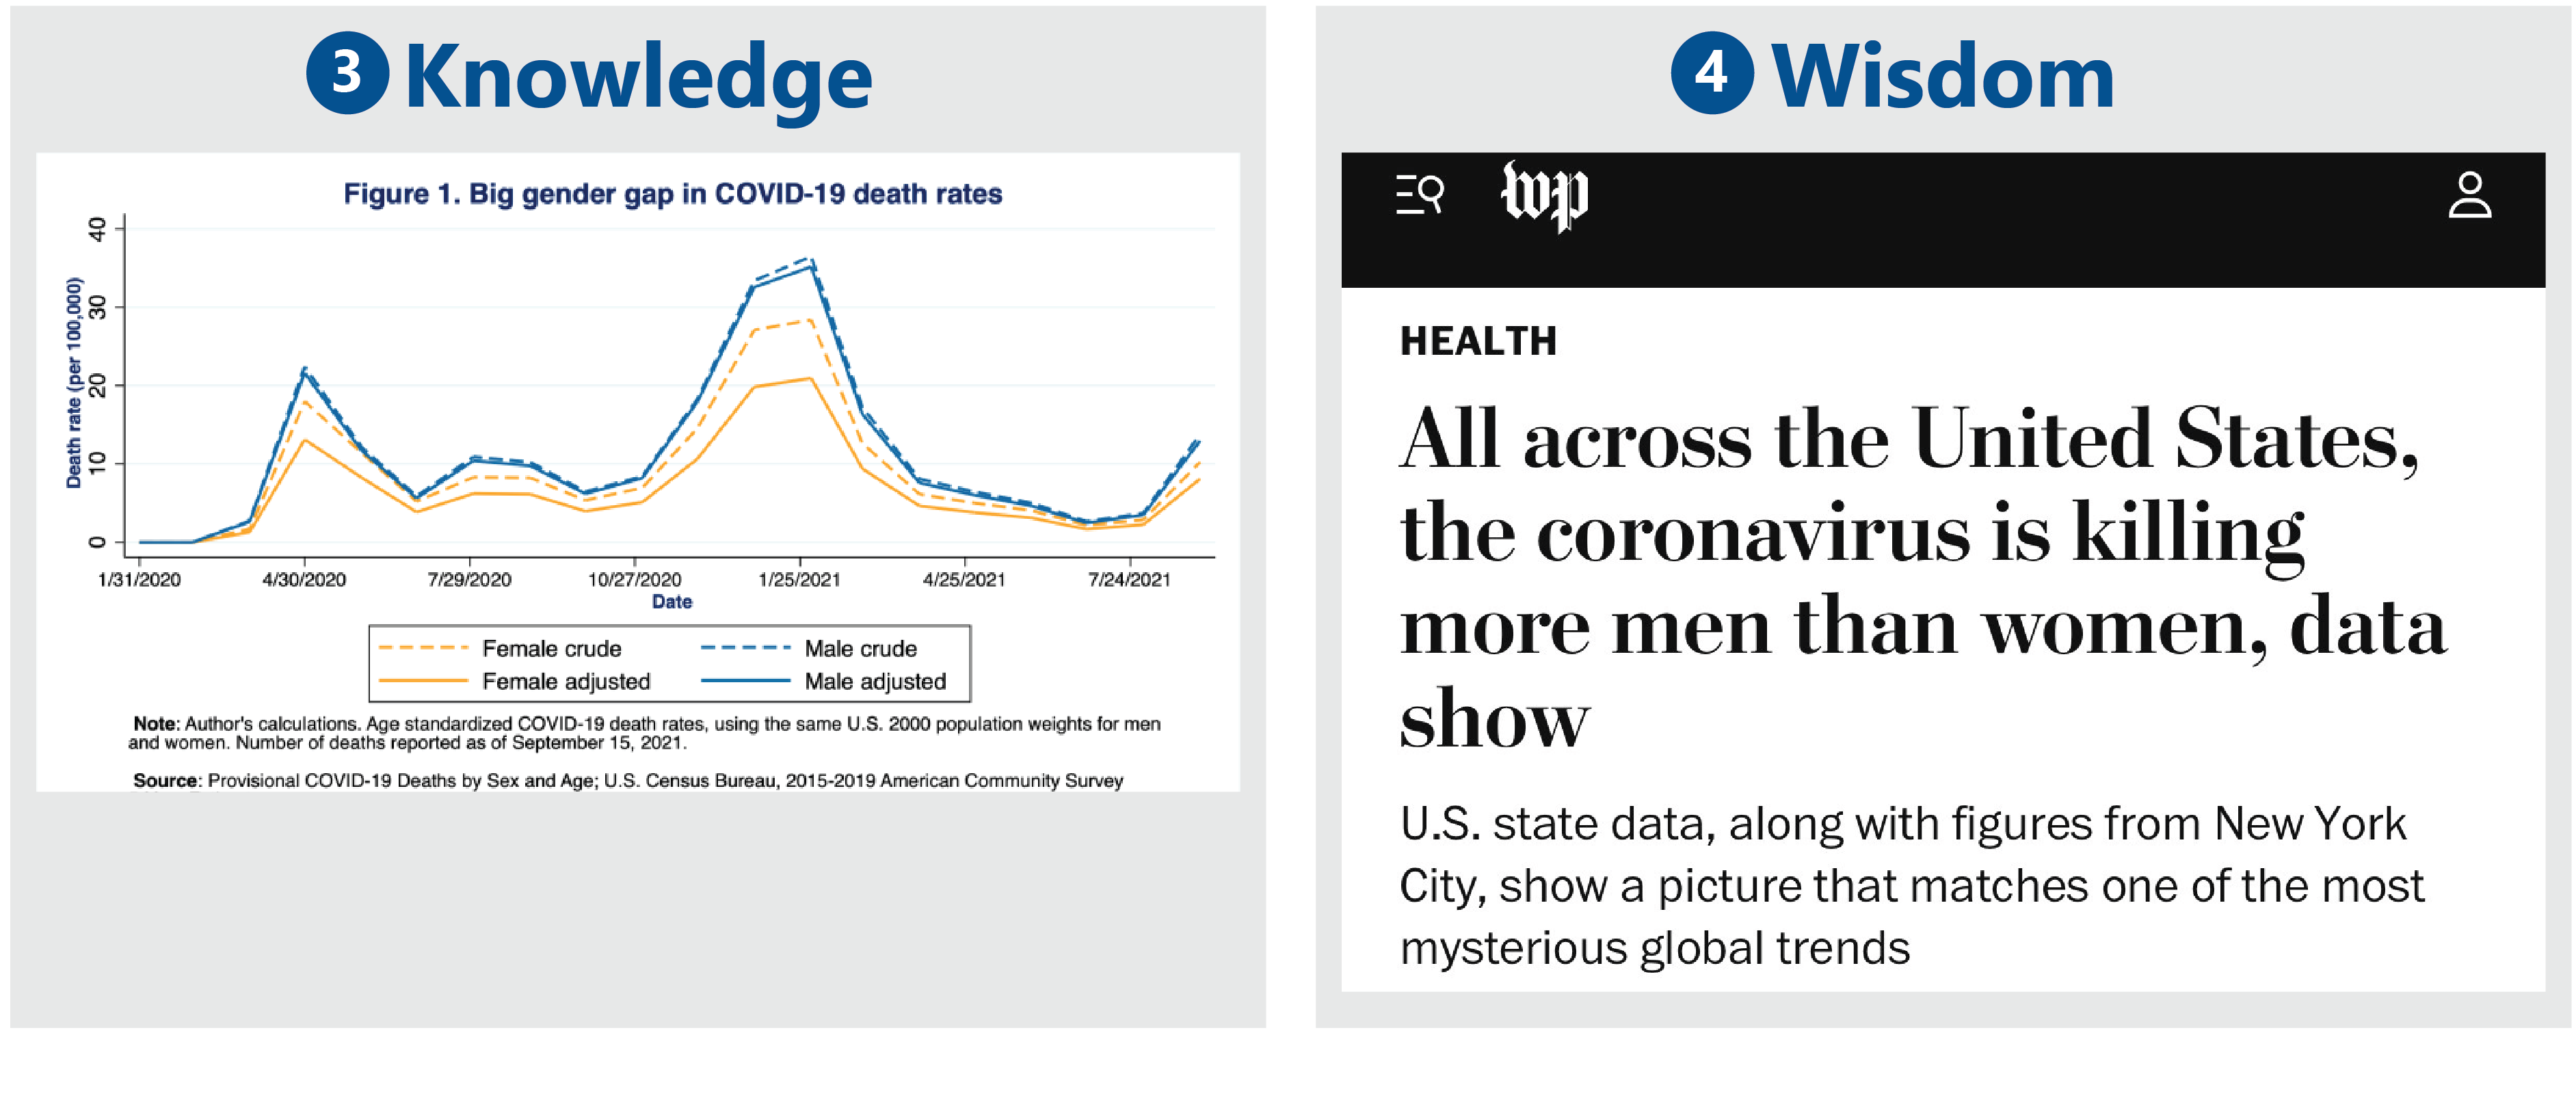 3 Knowledge
Figure 1. Big gender gap in COVID-19 death rates
Death rate (per 100,000)
40
30
20
10
0
1/31/2020 4/30/2020 7/29/2020 10/27/2020 1/25/2021 4/25/2021 7/24/2021
Date
Female crude Male crude
Female adjusted Male adjusted
Note: Author's calculations. Age standardized COVID-19 death rates, using the same U.S. 2000 population weights for men
and women. Number of deaths reported as of September 15, 2021.
Source: Provisional COVID-19 Deaths by Sex and Age; U.S. Census Bureau, 2015-2019 American Community Survey
4 Wisdom
wp
HEALTH
All across the United States,
the coronavirus is killing
more men than women, data
show
U.S. state data, along with figures from New York
City, show a picture that matches one of the most
mysterious global trends